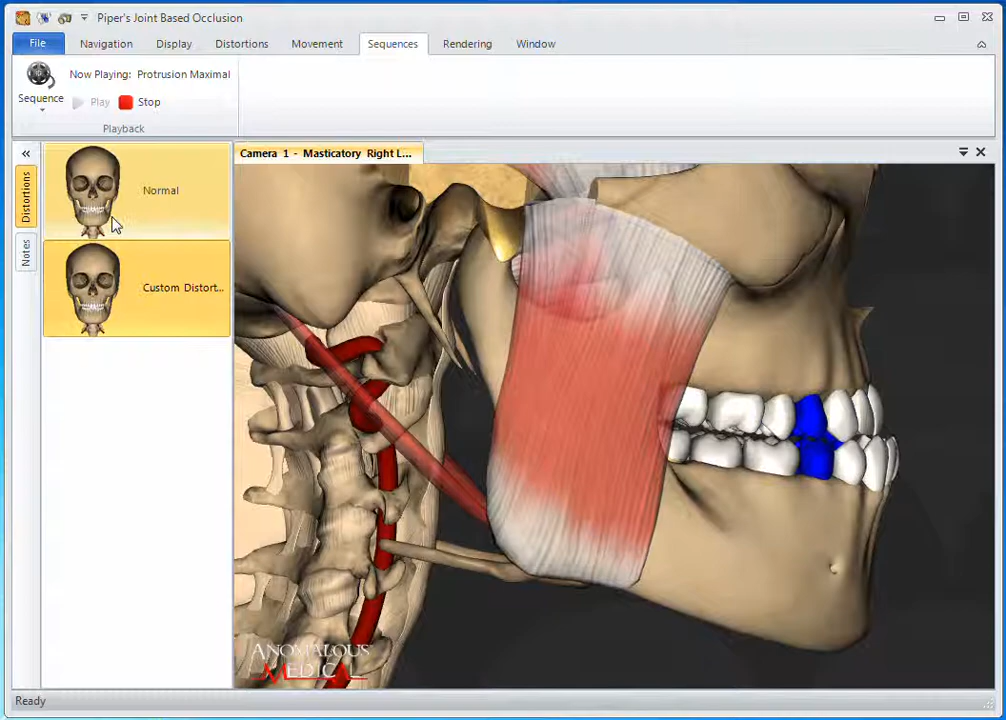 Piper's Joint Based Occlusion
File Navigation Display Distortions Movement Sequences Rendering Window
Sequence
Now Playing: Protrusion Maximal
Play Stop
Playback
Camera 1 - Masticatory Right L...
Distortions
Notes
Normal
Custom Distort...
ANOMALOUS
MEDICAL
Ready